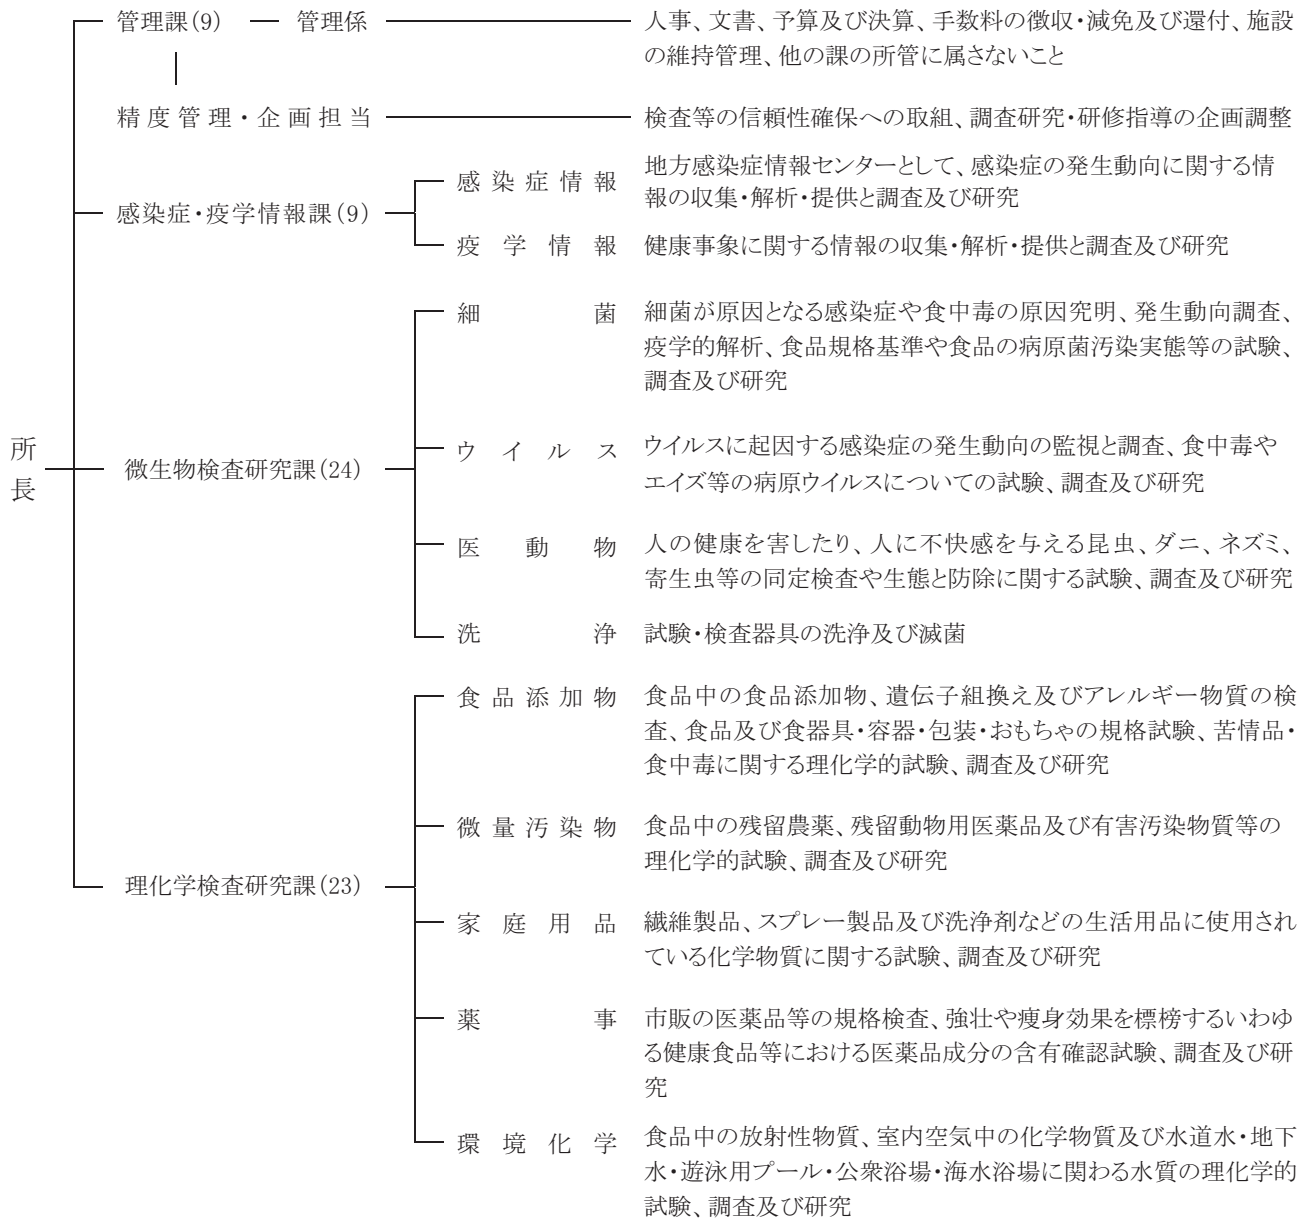 所長
管理課(9)
管理係
人事、文書、予算及び決算、手数料の徴収・減免及び還付、施設
の維持管理、他の課の所管に属さないこと
精度管理・企画担当
検査等の信頼性確保への取組、調査研究・研修指導の企画調整
感染症・疫学情報課(9)
感染症情報
地方感染症情報センターとして、感染症の発生動向に関する情
報の収集・解析・提供と調査及び研究
疫学情報
健康事象に関する情報の収集・解析・提供と調査及び研究
微生物検査研究課(24)
細菌
細菌が原因となる感染症や食中毒の原因究明、発生動向調査、
疫学的解析、食品規格基準や食品の病原菌汚染実態等の試験、
調査及び研究
ウイルス
ウイルスに起因する感染症の発生動向の監視と調査、食中毒や
エイズ等の病原ウイルスについての試験、調査及び研究
医動物
人の健康を害したり、人に不快感を与える昆虫、ダニ、ネズミ、
寄生虫等の同定検査や生態と防除に関する試験、調査及び研究
洗浄
試験・検査器具の洗浄及び滅菌
理化学検査研究課(23)
食品添加物
食品中の食品添加物、遺伝子組換え及びアレルギー物質の検
査、食品及び食器具・容器・包装・おもちゃの規格試験、苦情品・
食中毒に関する理化学的試験、調査及び研究
微量汚染物
食品中の残留農薬、残留動物用医薬品及び有害汚染物質等の
理化学的試験、調査及び研究
家庭用品
繊維製品、スプレー製品及び洗浄剤などの生活用品に使用され
ている化学物質に関する試験、調査及び研究
薬事
市販の医薬品等の規格検査、強壮や痩身効果を標榜するいわゆ
る健康食品等における医薬品成分の含有確認試験、調査及び研
究
環境化学
食品中の放射性物質、室内空気中の化学物質及び水道水・地下
水・遊泳用プール・公衆浴場・海水浴場に関わる水質の理化学的
試験、調査及び研究